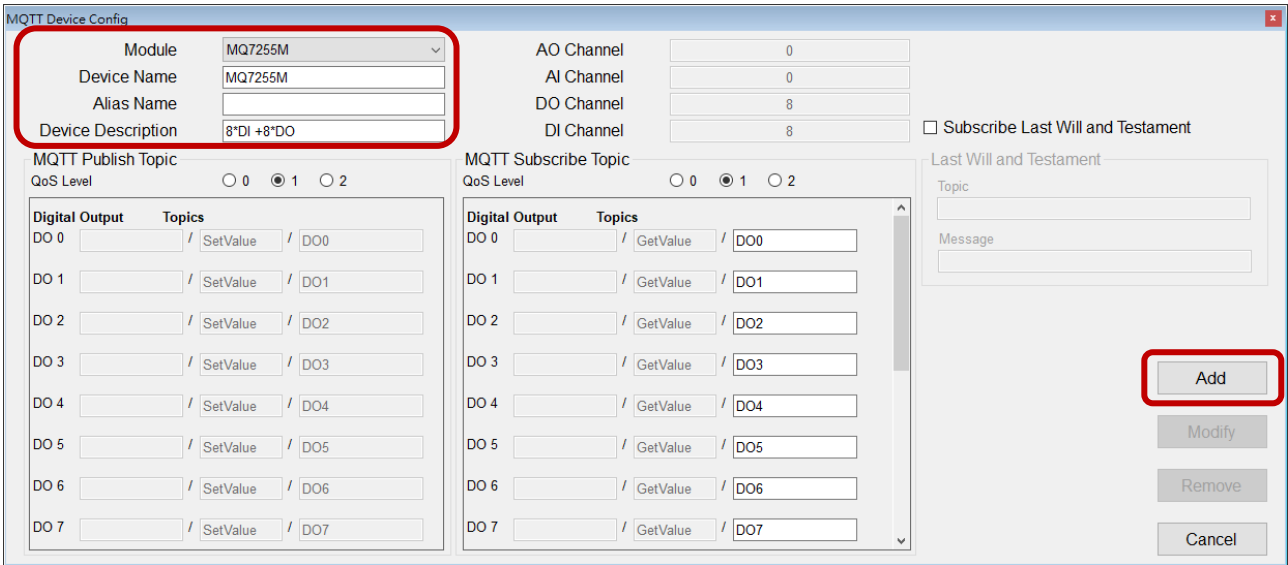 MQTT Device Config
x
Module MQ7255M
Device Name MQ7255M
Alias Name
Device Description 8*DI +8*DO
AO Channel 0
AI Channel 0
DO Channel 8
DI Channel 8
Subscribe Last Will and Testament
MQTT Publish Topic
QoS Level 0 1 2
Digital Output Topics
DO 0 / SetValue / DO0
DO 1 / SetValue / DO1
DO 2 / SetValue / DO2
DO 3 / SetValue / DO3
DO 4 / SetValue / DO4
DO 5 / SetValue / DO5
DO 6 / SetValue / DO6
DO 7 / SetValue / DO7
MQTT Subscribe Topic
QoS Level 0 1 2
Digital Output Topics
DO 0 / GetValue / DO0
DO 1 / GetValue / DO1
DO 2 / GetValue / DO2
DO 3 / GetValue / DO3
DO 4 / GetValue / DO4
DO 5 / GetValue / DO5
DO 6 / GetValue / DO6
DO 7 / GetValue / DO7
Last Will and Testament
Topic
Message
Add
Modify
Remove
Cancel